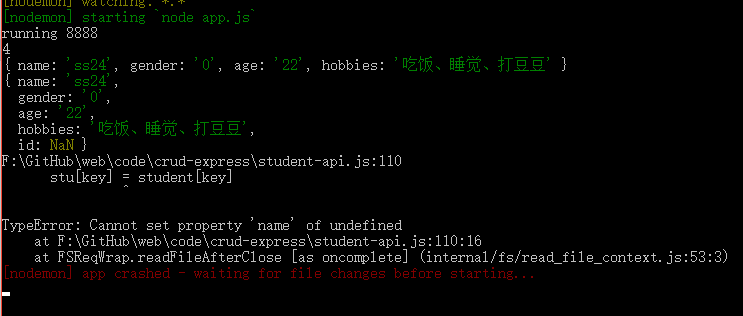 [nodemon] watching: *.*
[nodemon] starting `node app.js`
running 8888
4
{ name: 'ss24', gender: '0', age: '22', hobbies: '吃饭、睡觉、打豆豆' }
{ name: 'ss24',
gender: '0',
age: '22',
hobbies: '吃饭、睡觉、打豆豆',
id: NaN }
F:\GitHub\web\code\crud-express\student-api.js:110
stu[key] = student[key]
^
TypeError: Cannot set property 'name' of undefined
at F:\GitHub\web\code\crud-express\student-api.js:110:16
at FSReqWrap.readFileAfterClose [as oncomplete] (internal/fs/read_file_context.js:53:3)
[nodemon] app crashed - waiting for file changes before starting...